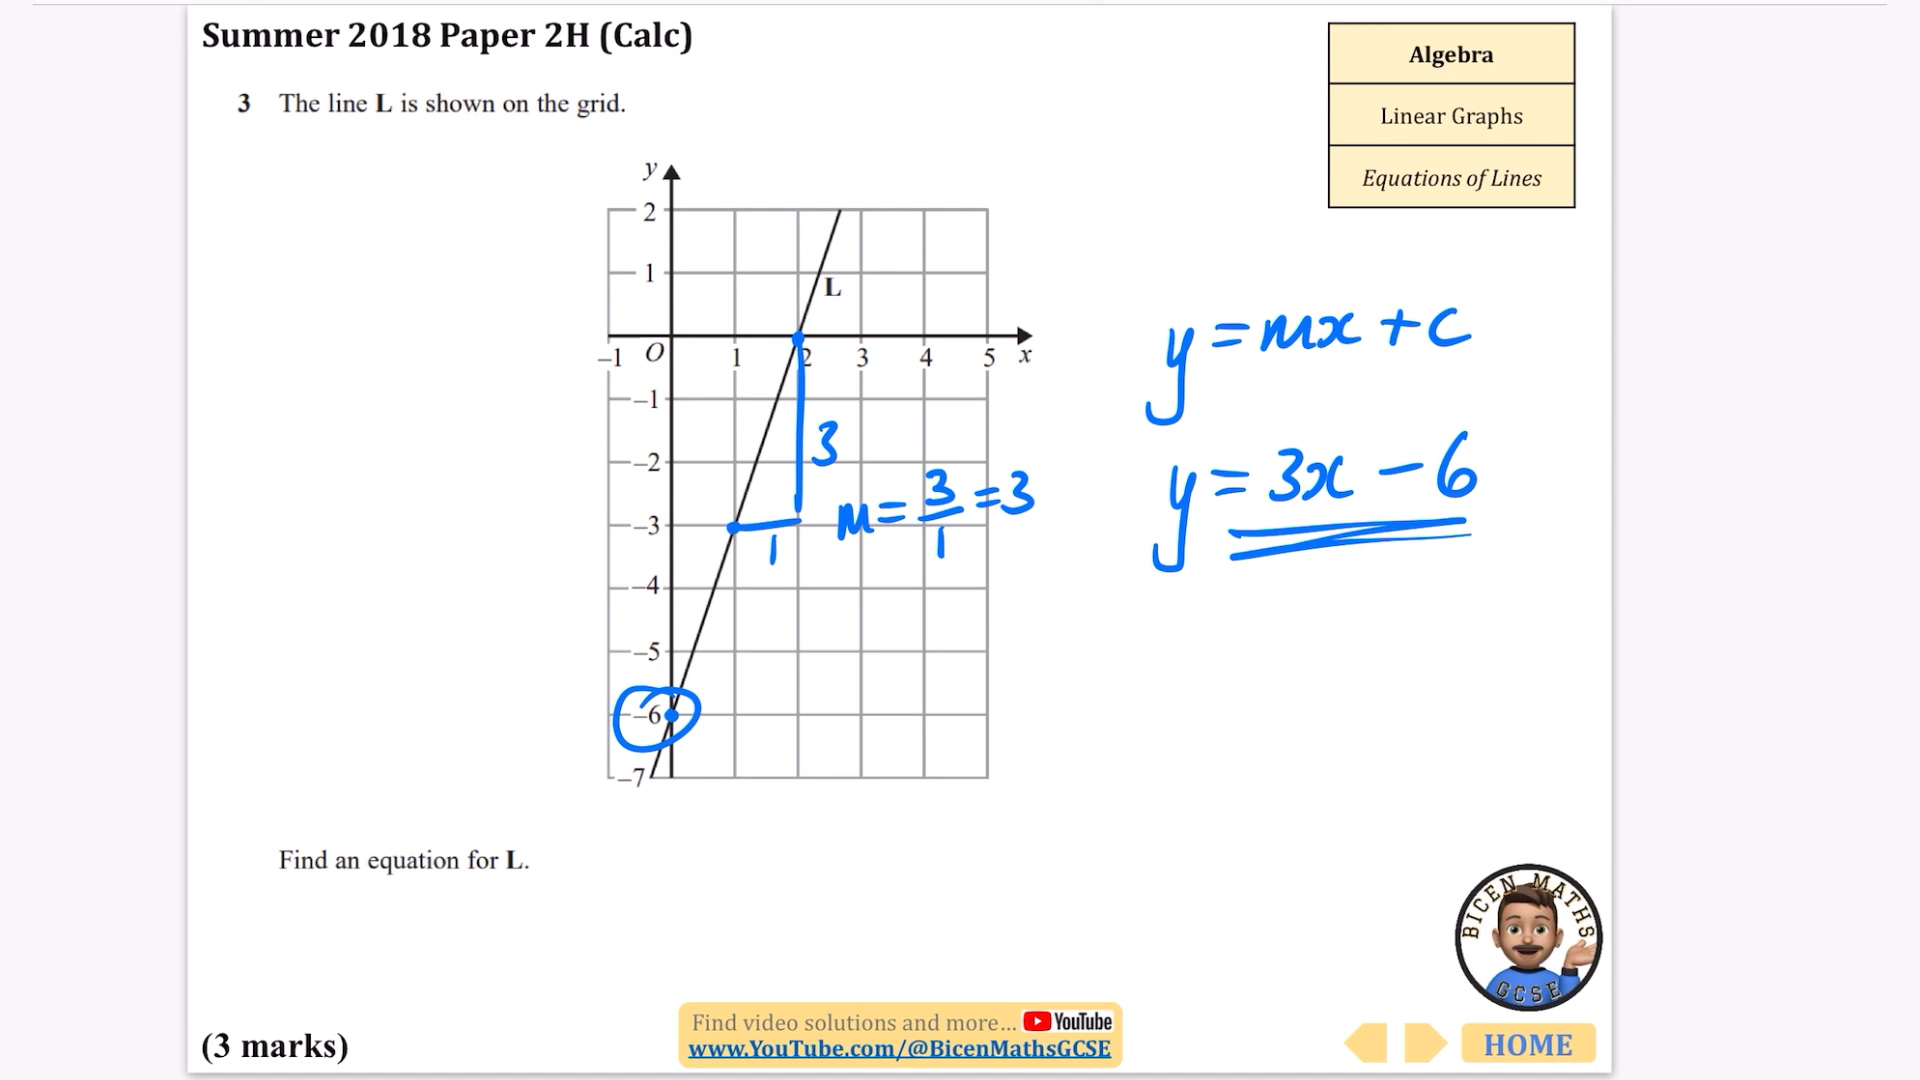 Summer 2018 Paper 2H (Calc)
Algebra
Linear Graphs
Equations of Lines
3 The line L is shown on the grid.
y
2
1
L
–1 O 1 2 3 4 5 x
–1
–2
–3
–4
–5
–6
–7
3
1
m = 3/1 = 3
y = mx + c
y = 3x – 6
Find an equation for L.
BICEN MATHS
GCSE
(3 marks)
Find video solutions and more... YouTube
www.YouTube.com/@BicenMathsGCSE
HOME